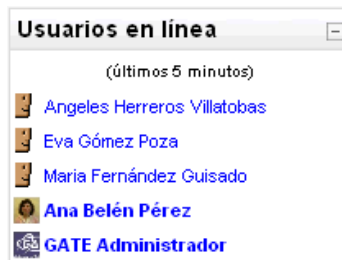 Usuarios en línea
(últimos 5 minutos)
Angeles Herreros Villatobas
Eva Gómez Poza
Maria Fernández Guisado
Ana Belén Pérez
GATE Administrador